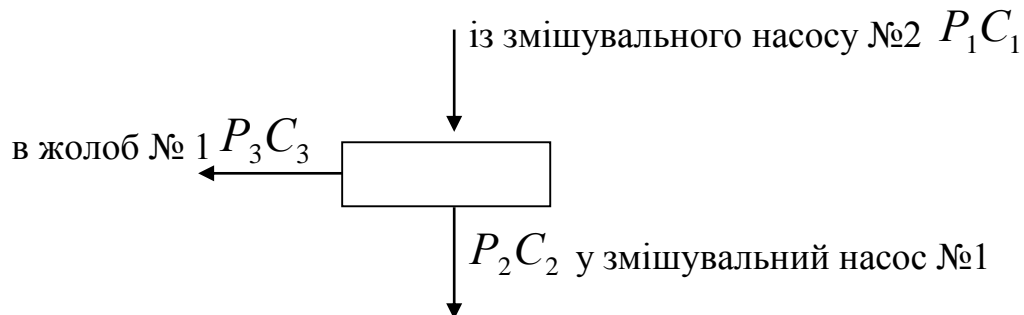 із змішувального насосу №2 P₁C₁
в жолоб № 1 P₃C₃
P₂C₂ у змішувальний насос №1